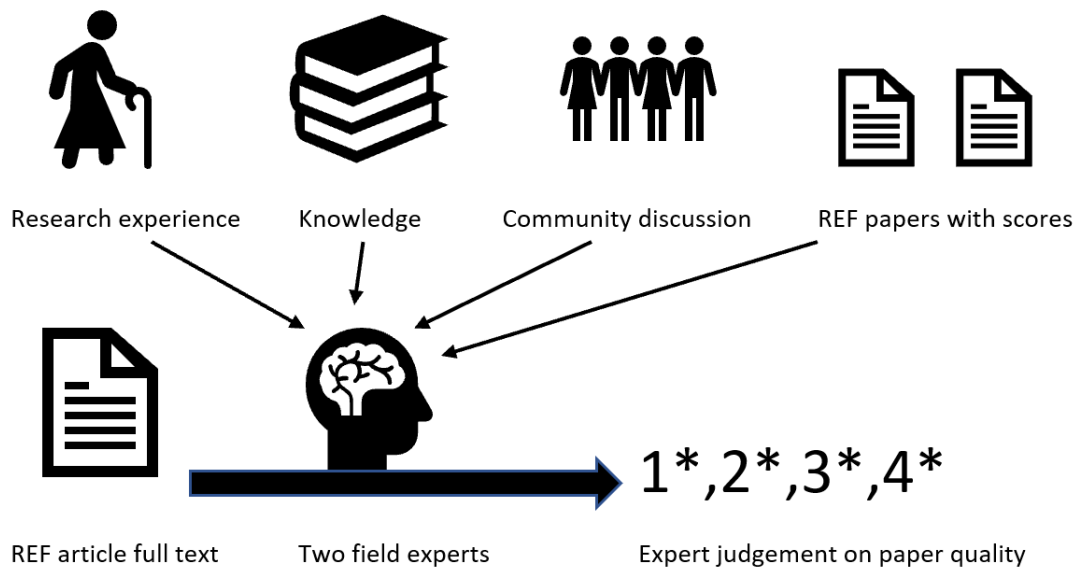 Research experience
Knowledge
Community discussion
REF papers with scores
1*,2*,3*,4*
REF article full text
Two field experts
Expert judgement on paper quality